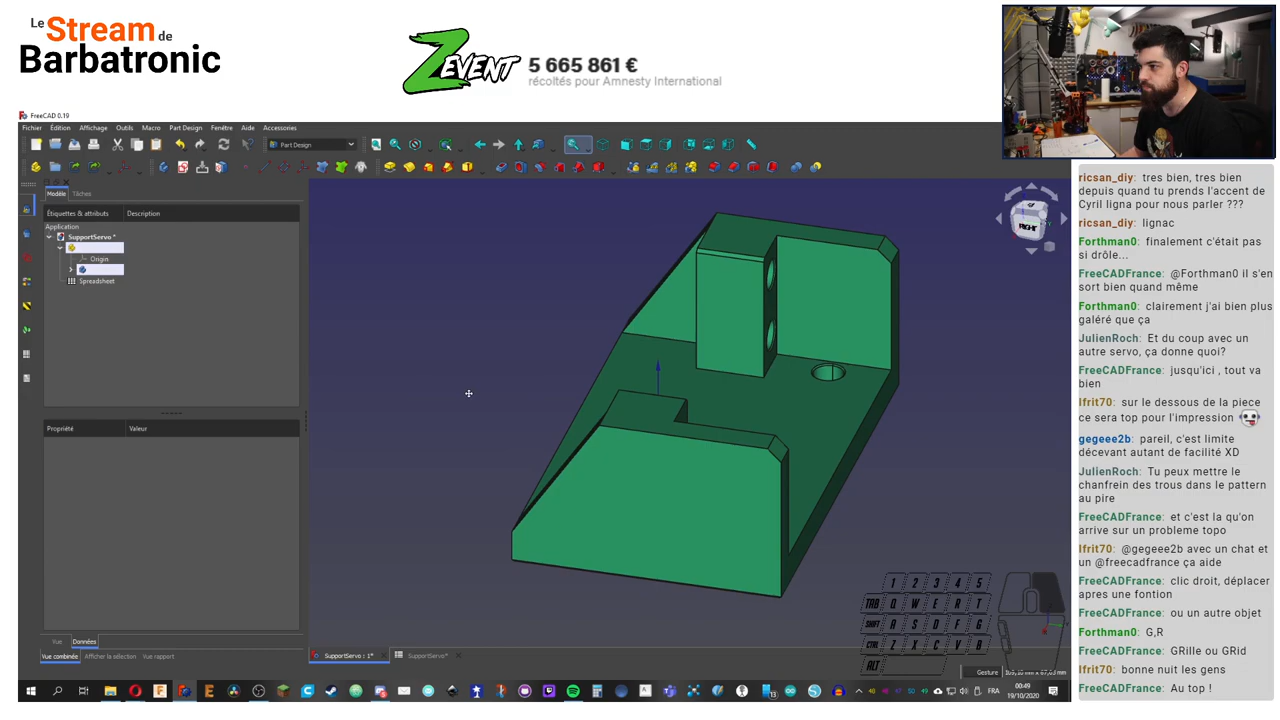 Le
Stream de
Barbatronic
ZEVENT
5 665 861 €
récoltés pour Amnesty International
FreeCAD 0.19
Fichier Édition Affichage Outils Macro Part Design Fenêtre Aide Accessories
Part Design
Modèle Tâches
Étiquettes & attributs Description
Application
SupportServo *
Origin
Spreadsheet
Propriété Valeur
Vue Données
Vue combinée Afficher la sélection Vue rapport
RIGHT
1 2 3 4 5
TAB Q W E R T
SHFT A S D F G
CTRL Z X C V B
ALT
SupportServo : 1*
SupportServo*
Gesture
FRA
00:49
19/10/2020
ricsan_diy: tres bien, tres bien
depuis quand tu prends l'accent de
Cyril ligna pour nous parler ???
ricsan_diy: lignac
Forthman0: finalement c'était pas
si drôle...
FreeCADFrance: @Forthman0 il s'en
sort bien quand même
Forthman0: clairement j'ai bien plus
galéré que ça
JulienRoch: Et du coup avec un
autre servo, ça donne quoi?
FreeCADFrance: jusqu'ici , tout va
bien
lfrit70: sur le dessous de la piece
ce sera top pour l'impression
gegeee2b: pareil, c'est limite
décevant autant de facilité XD
JulienRoch: Tu peux mettre le
chanfrein des trous dans le pattern
au pire
FreeCADFrance: et c'est la qu'on
arrive sur un probleme topo
lfrit70: @gegeee2b avec un chat et
un @freecadfrance ça aide
FreeCADFrance: clic droit, déplacer
apres une fontion
FreeCADFrance: ou un autre objet
Forthman0: G,R
FreeCADFrance: GRille ou GRid
lfrit70: bonne nuit les gens
FreeCADFrance: Au top !